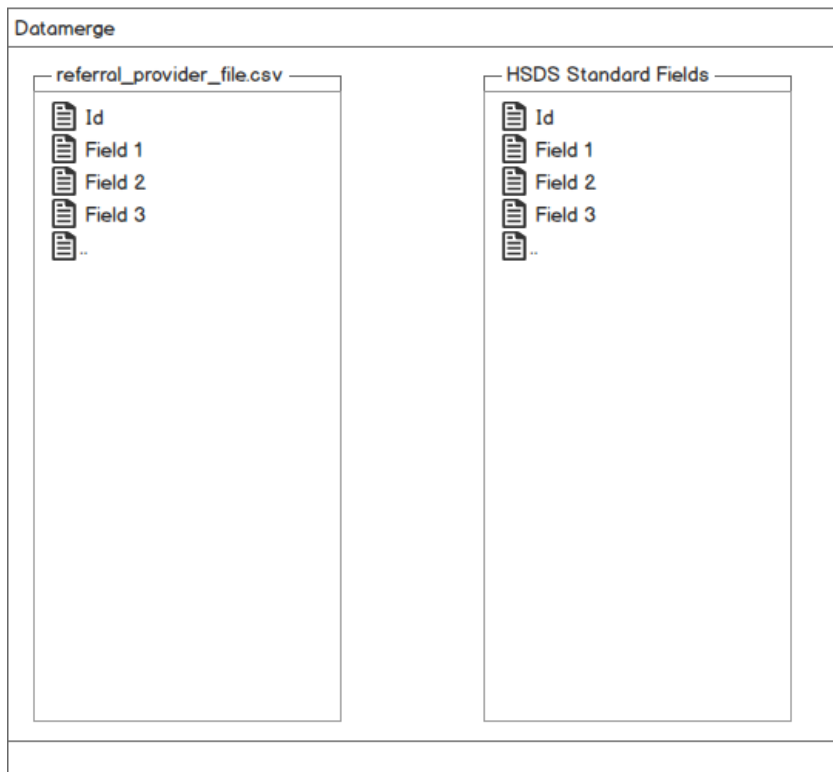 Datamerge
referral_provider_file.csv
Id
Field 1
Field 2
Field 3
..
HSDS Standard Fields
Id
Field 1
Field 2
Field 3
..